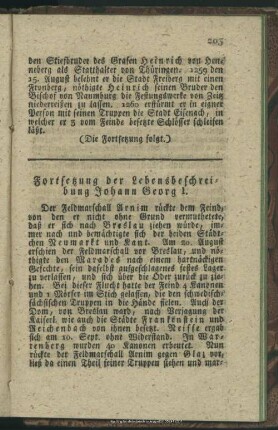 205
den Stiefbruder des Grafen Heinrich von Hen-
neberg als Statthalter von Thüringen. 1259 den
25. August belehnt er die Stadt Freiberg mit einem
Fronberg, nöthigte Heinrich seinen Bruder den
Bischof von Naumburg die Festungswerke von Zeitz
niederreißen zu lassen. 1260 erstürmt er in eigner
Person mit seinen Truppen die Stadt Eisenach, in
welcher er 3 vom Feinde besetzte Schlösser schleifen
läßt.
(Die Fortsetzung folgt.)
Fortsetzung der Lebensbeschrei-
bung Johann Georg I.
Der Feldmarschall Arnim rückte dem Feind,
von den er nicht ohne Grund vermuthete,
daß er sich nach Breslau ziehen würde, im-
mer nach und bemächtigte sich der beiden Städt-
chen Neumarkt und Kant. Am 20. August
erschien der Feldmarschall vor Breslau, und nö-
thigte den Marades nach einem hartnäckigen
Gefechte, sein daselbst aufgeschlagenes festes Lager
zu verlassen, und sich über die Oder zurück zu zie-
hen. Bei dieser Flucht hatte der Feind 4 Kanonen
und 1 Mörser im Stich gelassen, die den schwedisch-
sächsischen Truppen in die Hände fielen. Auch der
Dom, von Breslau ward, nach Verjagung der
Kaiserl. wie auch die Städte Frankenstein und
Reichenbach von ihnen besetzt. Neisse ergab
sich am 10. Sept. ohne Widerstand. In War-
tenberg wurden 40 Kanonen erbeutet. Nun
rückte der Feldmarschall Arnim gegen Glaz vor,
ließ da einen Theil seiner Truppen stehen und mar-